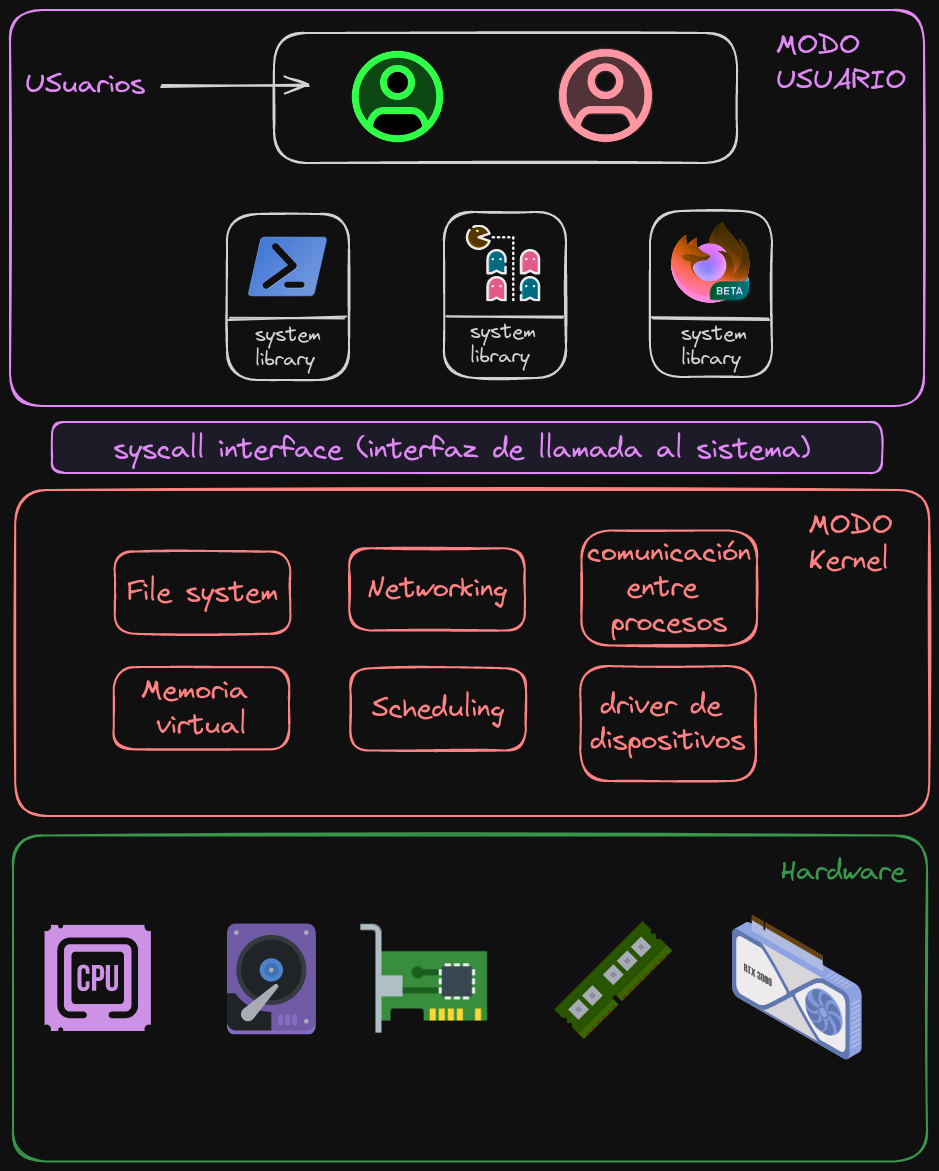 MODO
USUARIO
USuarios
BETA
system
library
system
library
system
library
syscall interface (interfaz de llamada al sistema)
MODO
Kernel
File system
Networking
comunicación
entre
procesos
Memoria
virtual
Scheduling
driver de
dispositivos
Hardware
CPU
RTX 3090